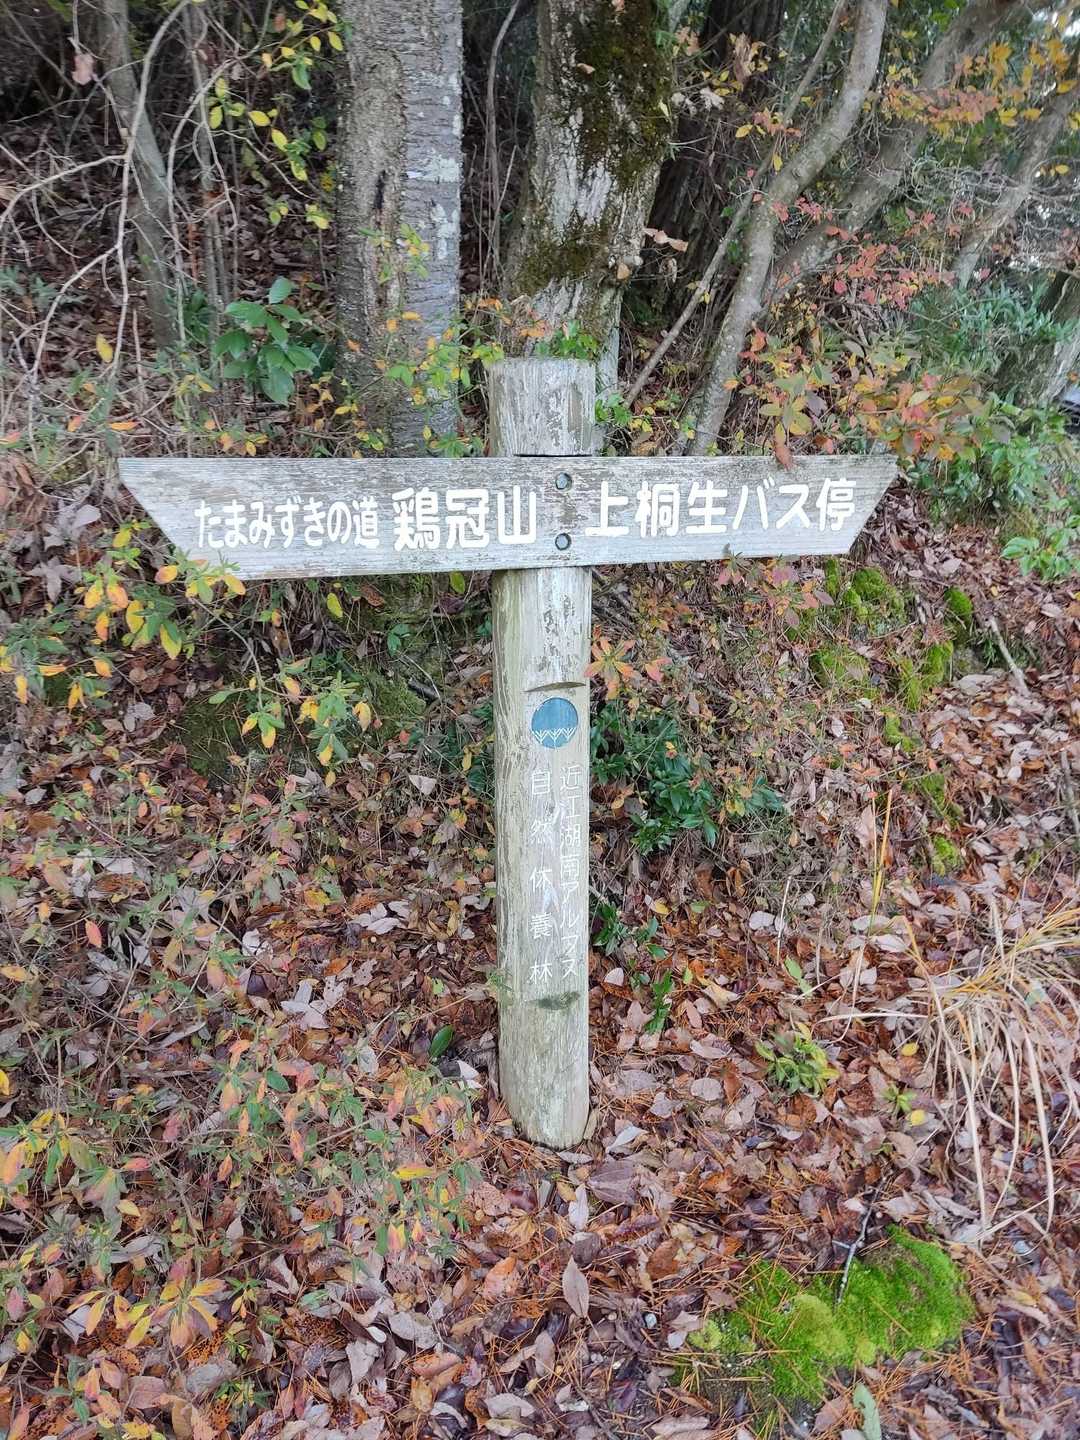 たまみずきの道 鶏冠山
上桐生バス停
近江湖南アルプス
自然休養林